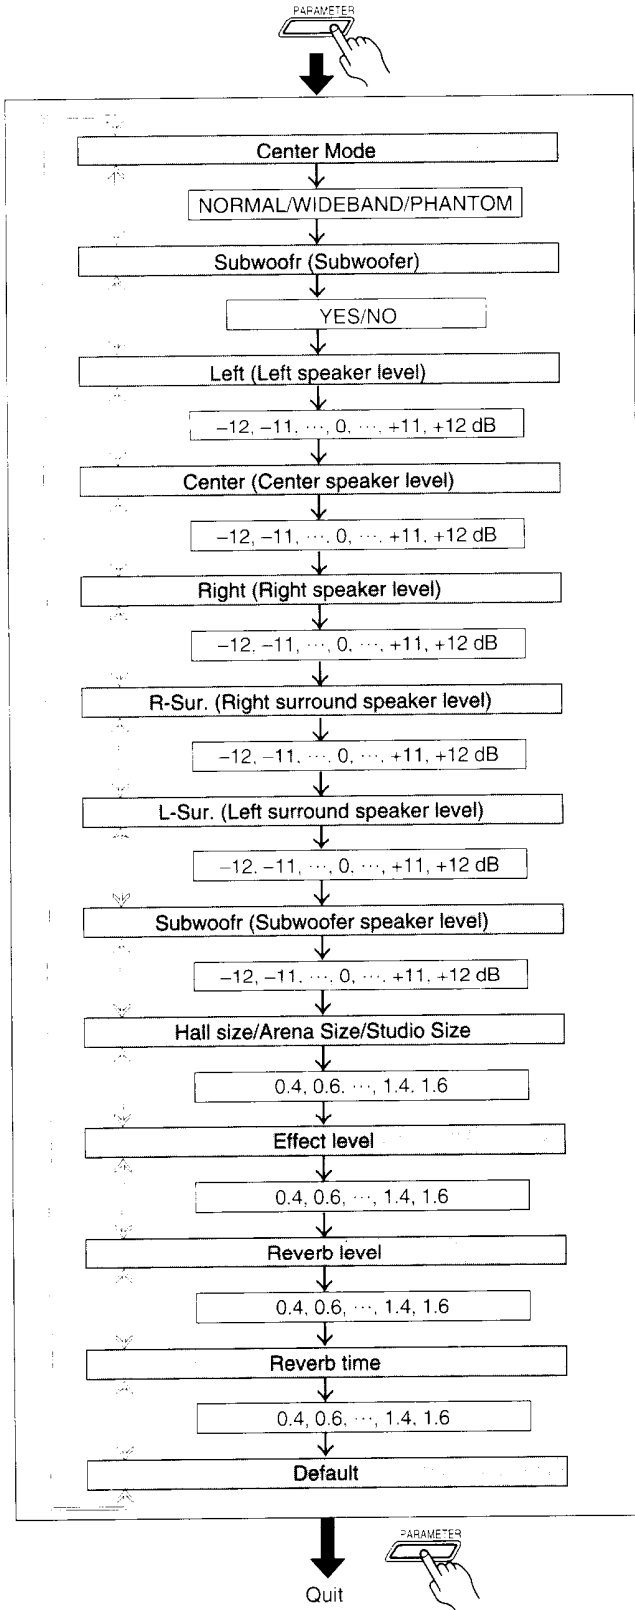 PARAMETER
Center Mode
NORMAL/WIDEBAND/PHANTOM
Subwoofr (Subwoofer)
YES/NO
Left (Left speaker level)
−12, −11, ···, 0, ···, +11, +12 dB
Center (Center speaker level)
−12, −11, ···, 0, ···, +11, +12 dB
Right (Right speaker level)
−12, −11, ···, 0, ···, +11, +12 dB
R-Sur. (Right surround speaker level)
−12, −11, ···, 0, ···, +11, +12 dB
L-Sur. (Left surround speaker level)
−12, −11, ···, 0, ···, +11, +12 dB
Subwoofr (Subwoofer speaker level)
−12, −11, ···, 0, ···, +11, +12 dB
Hall size/Arena Size/Studio Size
0.4, 0.6, ···, 1.4, 1.6
Effect level
0.4, 0.6, ···, 1.4, 1.6
Reverb level
0.4, 0.6, ···, 1.4, 1.6
Reverb time
0.4, 0.6, ···, 1.4, 1.6
Default
PARAMETER
Quit